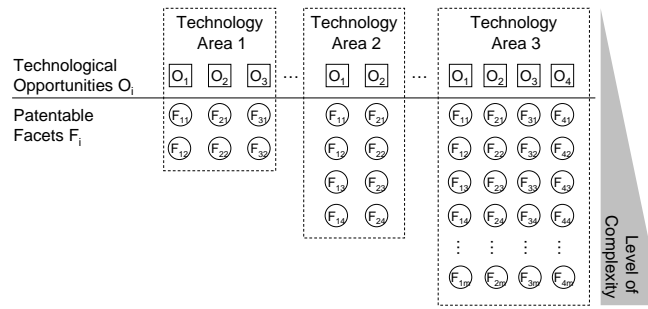 Technology Area 1
Technology Area 2
Technology Area 3
Technological Opportunities Oi
O1 O2 O3 ... O1 O2 ... O1 O2 O3 O4
Patentable Facets Fi
F11 F21 F31 F11 F21 F11 F21 F31 F41
F12 F22 F32 F12 F22 F12 F22 F32 F42
F13 F23 F13 F23 F33 F43
F14 F24 F14 F24 F34 F44
⋮ ⋮ ⋮ ⋮
F1m F2m F3m F4m
Level of Complexity